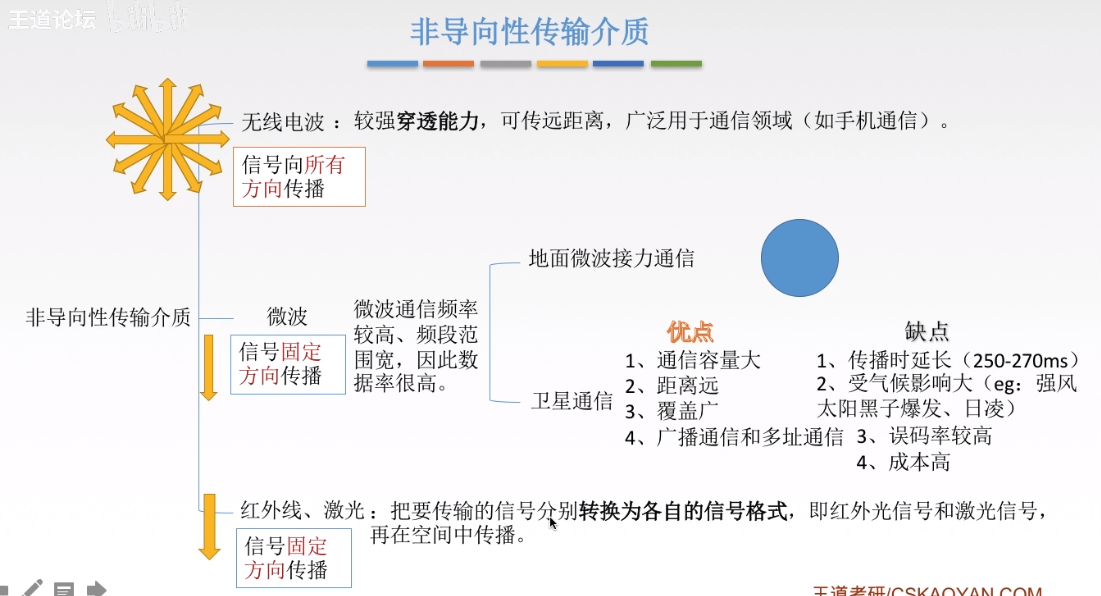 王道论坛
非导向性传输介质
无线电波 ：较强穿透能力，可传远距离，广泛用于通信领域（如手机通信）。
信号向所有
方向传播
非导向性传输介质
微波
信号固定
方向传播
微波通信频率
较高、频段范
围宽，因此数
据率很高。
地面微波接力通信
卫星通信
优点
1、通信容量大
2、距离远
3、覆盖广
4、广播通信和多址通信
缺点
1、传播时延长（250-270ms）
2、受气候影响大（eg：强风
太阳黑子爆发、日凌）
3、误码率较高
4、成本高
红外线、激光 ：把要传输的信号分别转换为各自的信号格式，即红外光信号和激光信号，
再在空间中传播。
信号固定
方向传播
王道考研/CSKAOYAN.COM